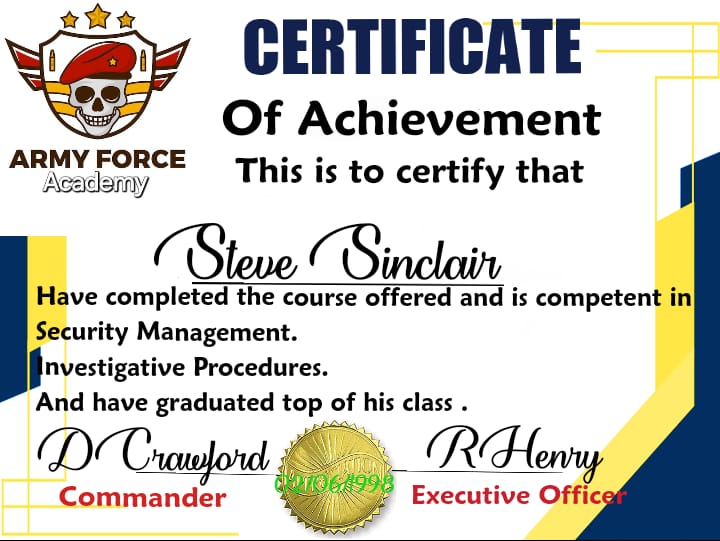 CERTIFICATE
Of Achievement
This is to certify that
ARMY FORCE
Academy
Steve Sinclair
Have completed the course offered and is competent in
Security Management.
Investigative Procedures.
And have graduated top of his class .
D Crawford
R Henry
02/06/1998
Commander
Executive Officer